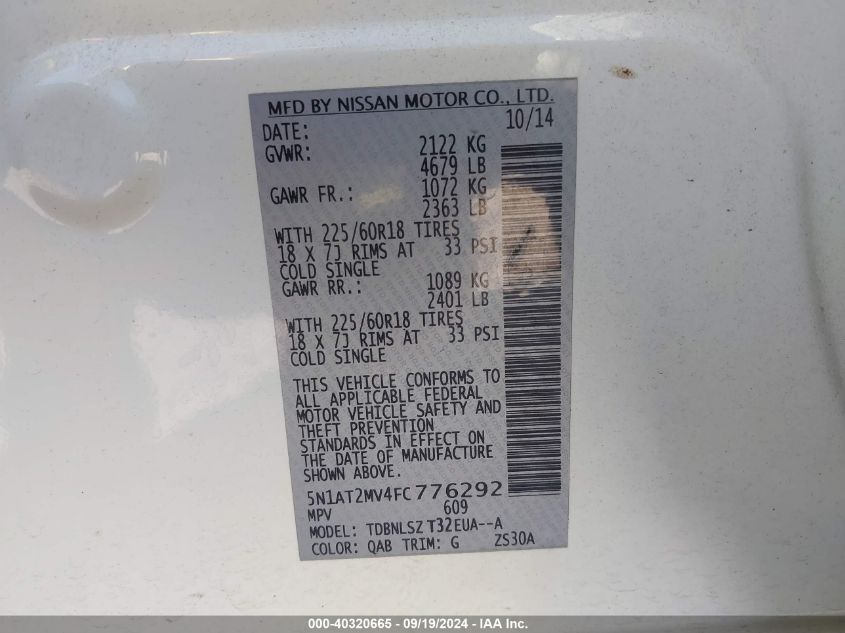 MFD BY NISSAN MOTOR CO., LTD.
DATE: 10/14
GVWR: 2122 KG
4679 LB
GAWR FR.: 1072 KG
2363 LB
WITH 225/60R18 TIRES
18 X 7J RIMS AT 33 PSI
COLD SINGLE
GAWR RR.: 1089 KG
2401 LB
WITH 225/60R18 TIRES
18 X 7J RIMS AT 33 PSI
COLD SINGLE
THIS VEHICLE CONFORMS TO
ALL APPLICABLE FEDERAL
MOTOR VEHICLE SAFETY AND
THEFT PREVENTION
STANDARDS IN EFFECT ON
THE DATE OF MANUFACTURE
SHOWN ABOVE.
5N1AT2MV4FC776292
MPV 609
MODEL: TDBNLSZ T32EUA--A
COLOR: QAB TRIM: G ZS30A
000-40320665 - 09/19/2024 - IAA Inc.